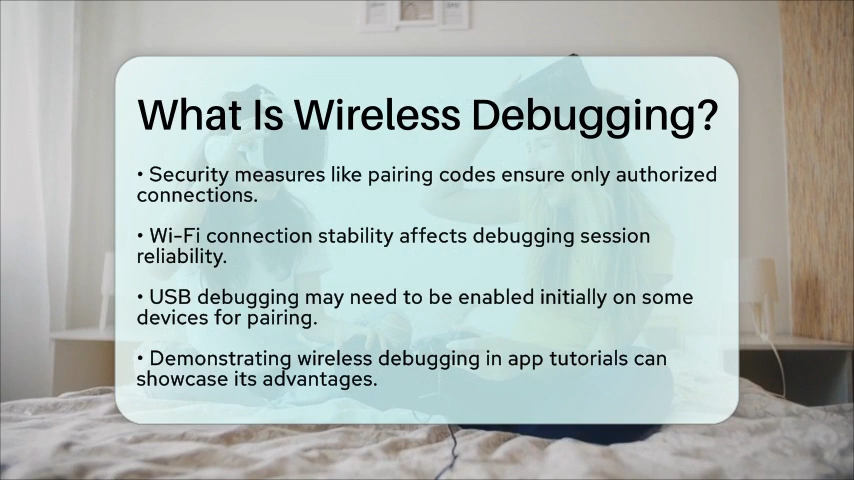 What Is Wireless Debugging?
• Security measures like pairing codes ensure only authorized
connections.
• Wi-Fi connection stability affects debugging session
reliability.
• USB debugging may need to be enabled initially on some
devices for pairing.
• Demonstrating wireless debugging in app tutorials can
showcase its advantages.